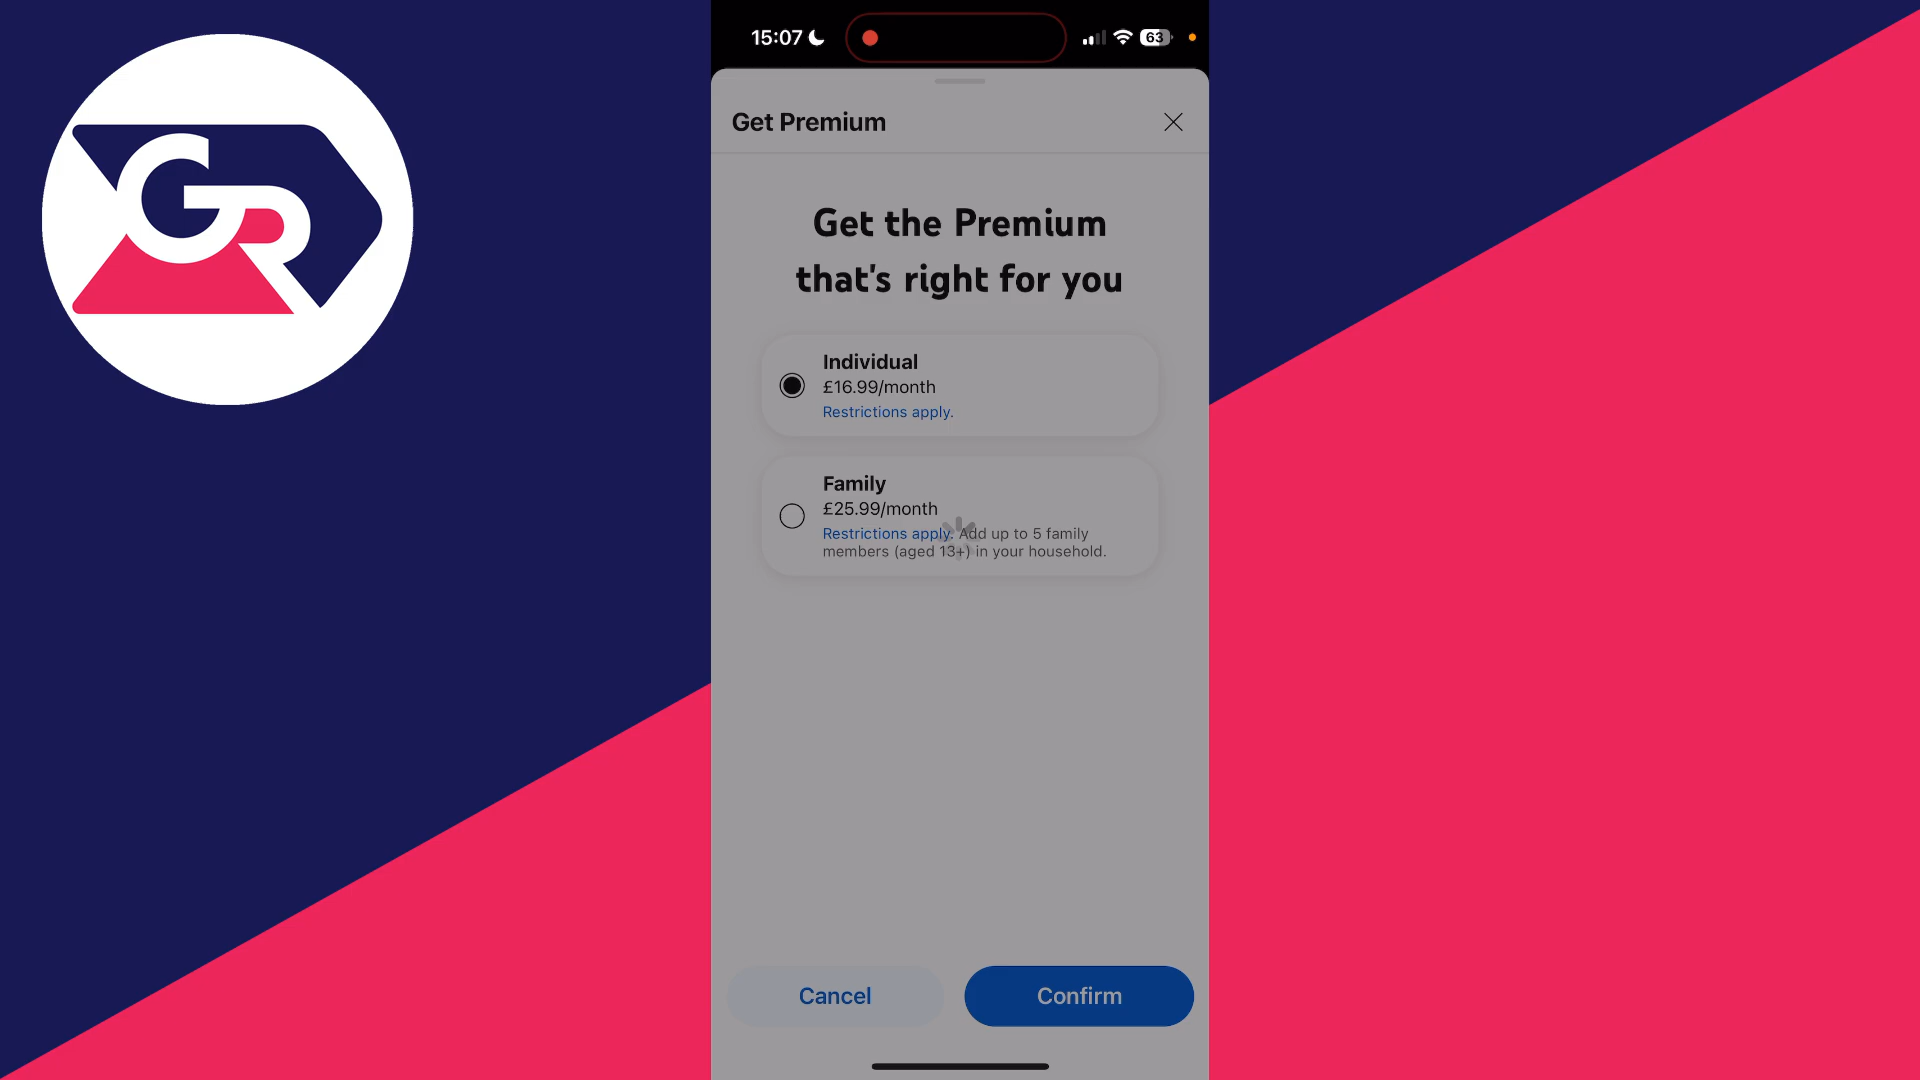 GR
15:07
63
Get Premium
Get the Premium
that's right for you
Individual
£16.99/month
Restrictions apply.
Family
£25.99/month
Restrictions apply. Add up to 5 family
members (aged 13+) in your household.
Cancel
Confirm